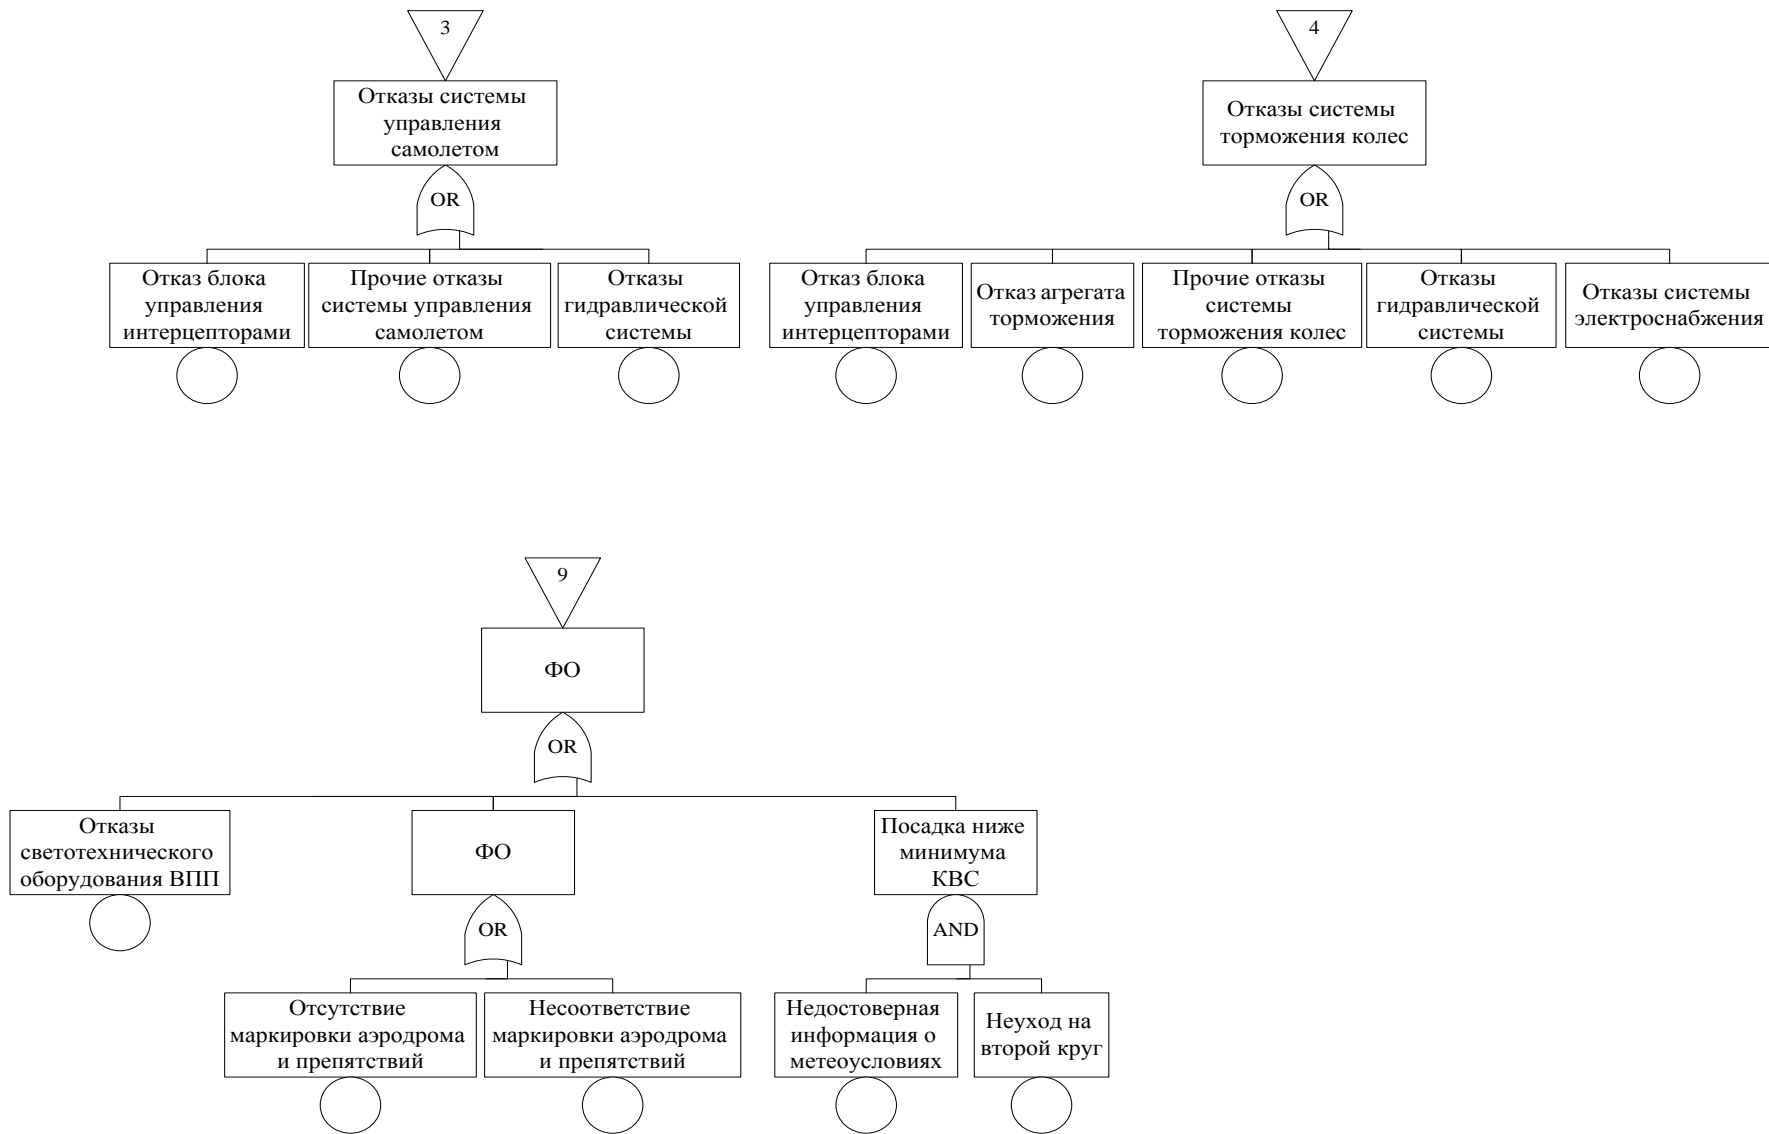 3
Отказы системы
управления
самолетом
OR
Отказ блока
управления
интерцепторами
Прочие отказы
системы управления
самолетом
Отказы
гидравлической
системы
4
Отказы системы
торможения колес
OR
Отказ блока
управления
интерцепторами
Отказ агрегата
торможения
Прочие отказы
системы
торможения колес
Отказы
гидравлической
системы
Отказы системы
электроснабжения
9
ФО
OR
Отказы
светотехнического
оборудования ВПП
ФО
OR
Посадка ниже
минимума
КВС
AND
Отсутствие
маркировки аэродрома
и препятствий
Несоответствие
маркировки аэродрома
и препятствий
Недостоверная
информация о
метеоусловиях
Неуход на
второй круг